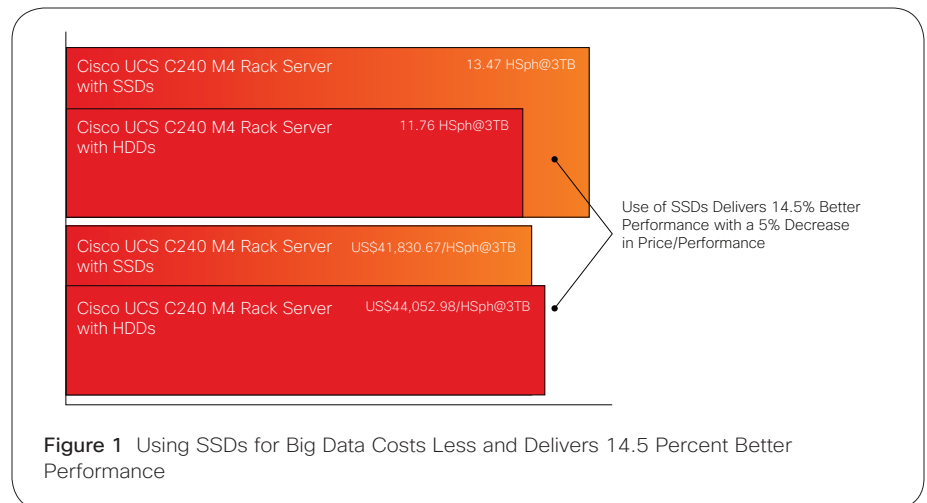 Cisco UCS C240 M4 Rack Server
with SSDs
13.47 HSph@3TB
Cisco UCS C240 M4 Rack Server
with HDDs
11.76 HSph@3TB
Use of SSDs Delivers 14.5% Better
Performance with a 5% Decrease
in Price/Performance
Cisco UCS C240 M4 Rack Server
with SSDs
US$41,830.67/HSph@3TB
Cisco UCS C240 M4 Rack Server
with HDDs
US$44,052.98/HSph@3TB
Figure 1 Using SSDs for Big Data Costs Less and Delivers 14.5 Percent Better
Performance